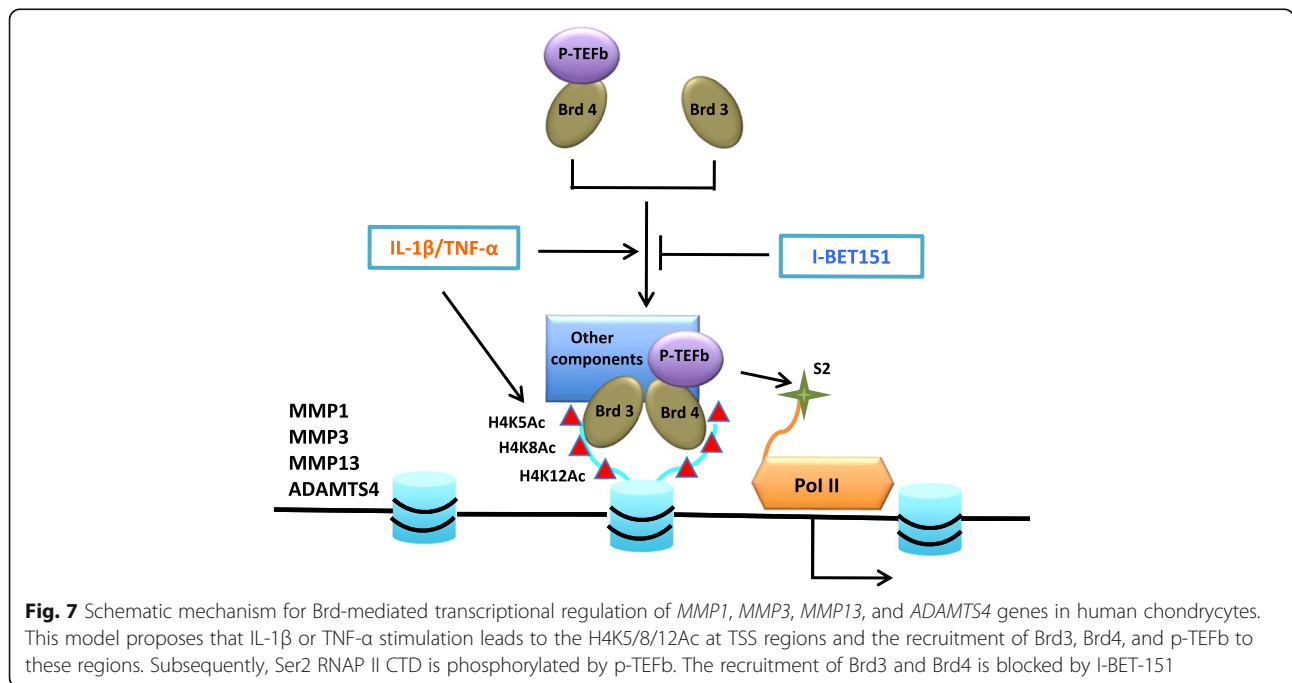 P-TEFb
Brd 4
Brd 3
IL-1β/TNF-α
I-BET151
Other
components
P-TEFb
S2
Brd 3
Brd 4
H4K5Ac
H4K8Ac
H4K12Ac
MMP1
MMP3
MMP13
ADAMTS4
Pol II
Fig. 7 Schematic mechanism for Brd-mediated transcriptional regulation of MMP1, MMP3, MMP13, and ADAMTS4 genes in human chondrycytes.
This model proposes that IL-1β or TNF-α stimulation leads to the H4K5/8/12Ac at TSS regions and the recruitment of Brd3, Brd4, and p-TEFb to
these regions. Subsequently, Ser2 RNAP II CTD is phosphorylated by p-TEFb. The recruitment of Brd3 and Brd4 is blocked by I-BET-151